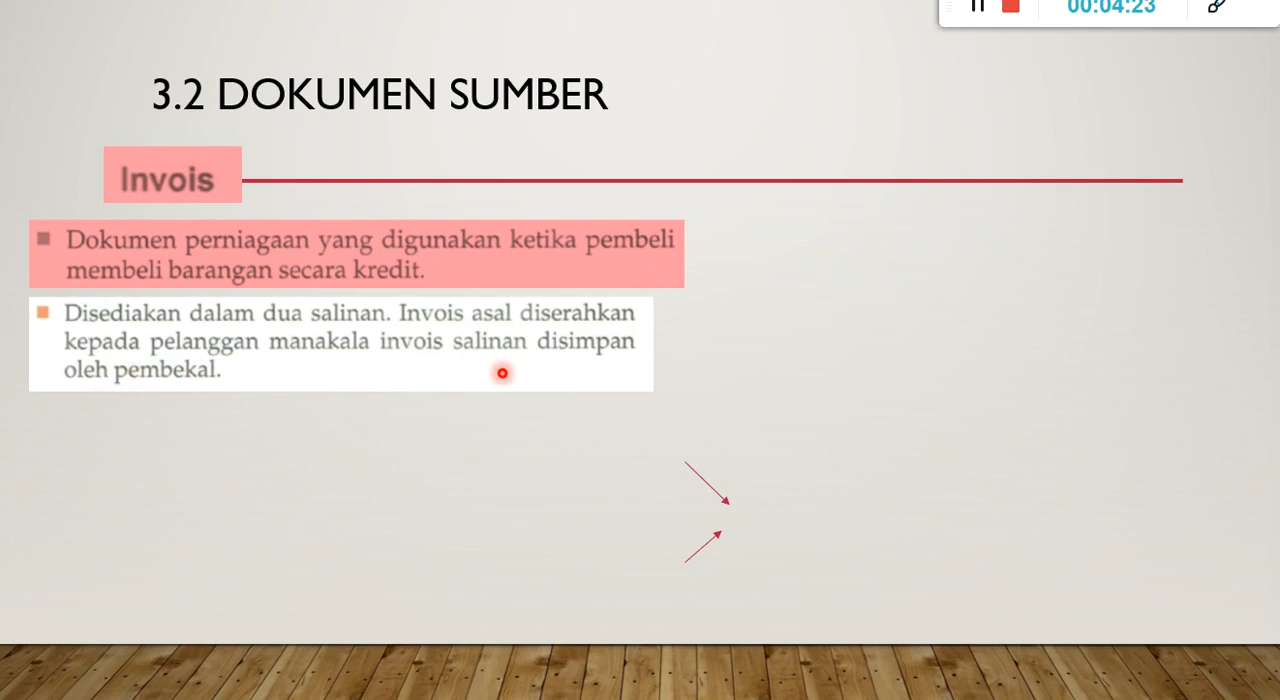 00:04:23
3.2 DOKUMEN SUMBER
Invois
Dokumen perniagaan yang digunakan ketika pembeli
membeli barangan secara kredit.
Disediakan dalam dua salinan. Invois asal diserahkan
kepada pelanggan manakala invois salinan disimpan
oleh pembekal.